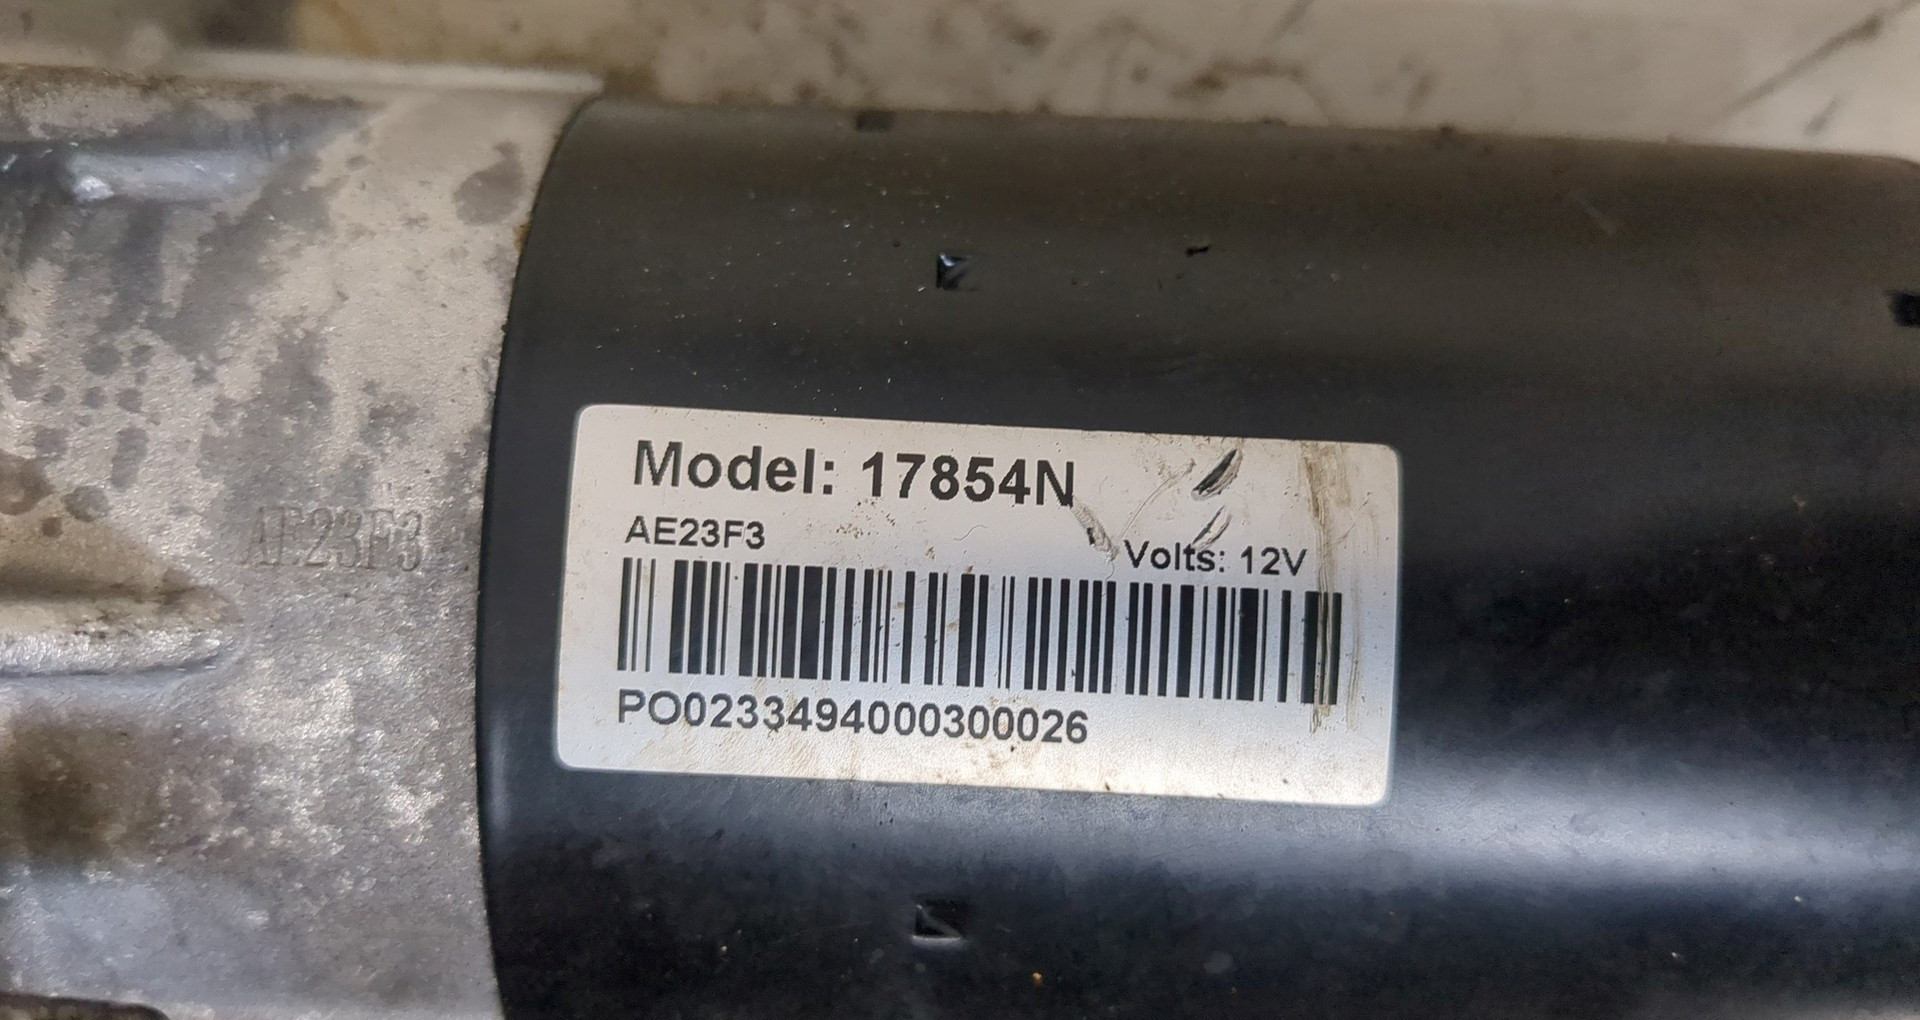 Model: 17854N
AE23F3
Volts: 12V
PO0233494000300026
AE23F3